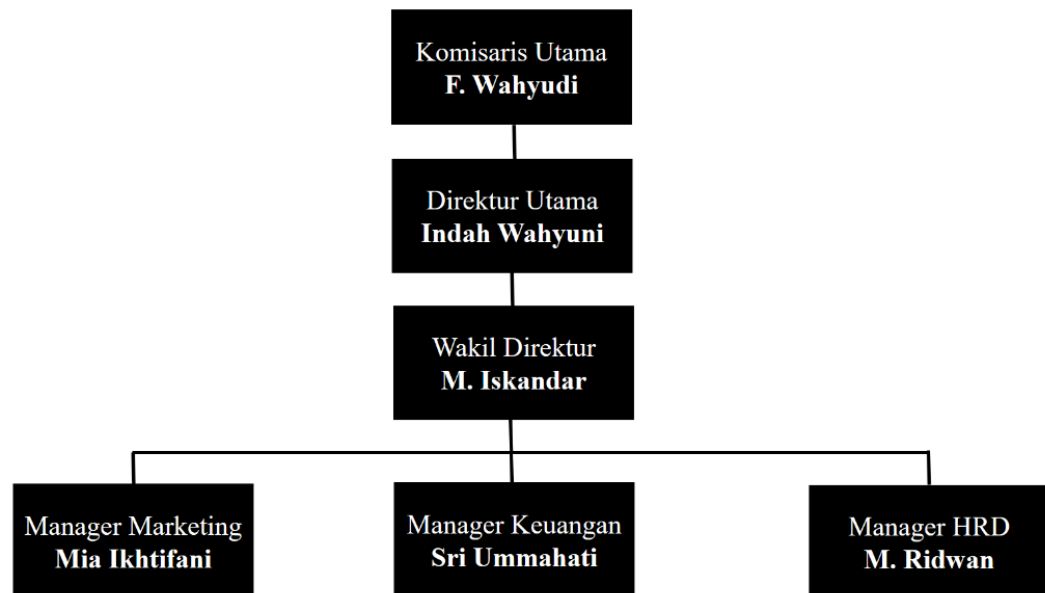 Komisaris Utama
F. Wahyudi
Direktur Utama
Indah Wahyuni
Wakil Direktur
M. Iskandar
Manager Marketing
Mia Ikhtifani
Manager Keuangan
Sri Ummahati
Manager HRD
M. Ridwan